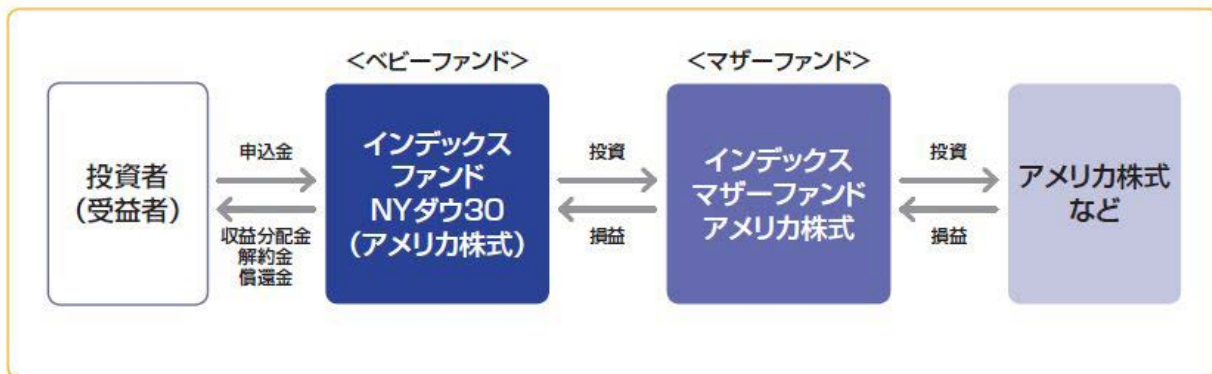 <ベビーファンド>
<マザーファンド>
投資者
(受益者)
申込金
収益分配金
解約金
償還金
インデックス
ファンド
NYダウ30
(アメリカ株式)
投資
損益
インデックス
マザーファンド
アメリカ株式
投資
損益
アメリカ株式
など